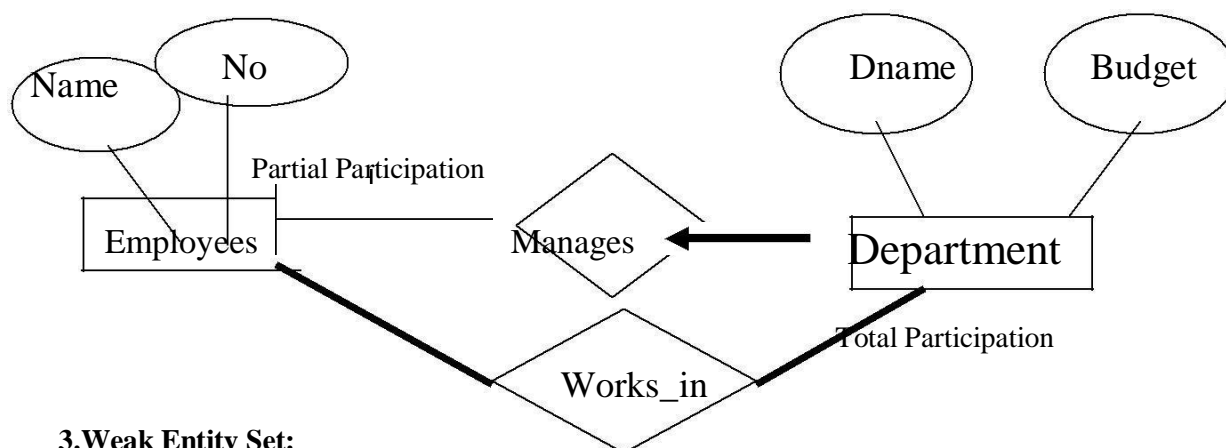 Name
No
Dname
Budget
Partial Participation
Employees
Manages
Department
Total Participation
Works_in
3.Weak Entity Set: